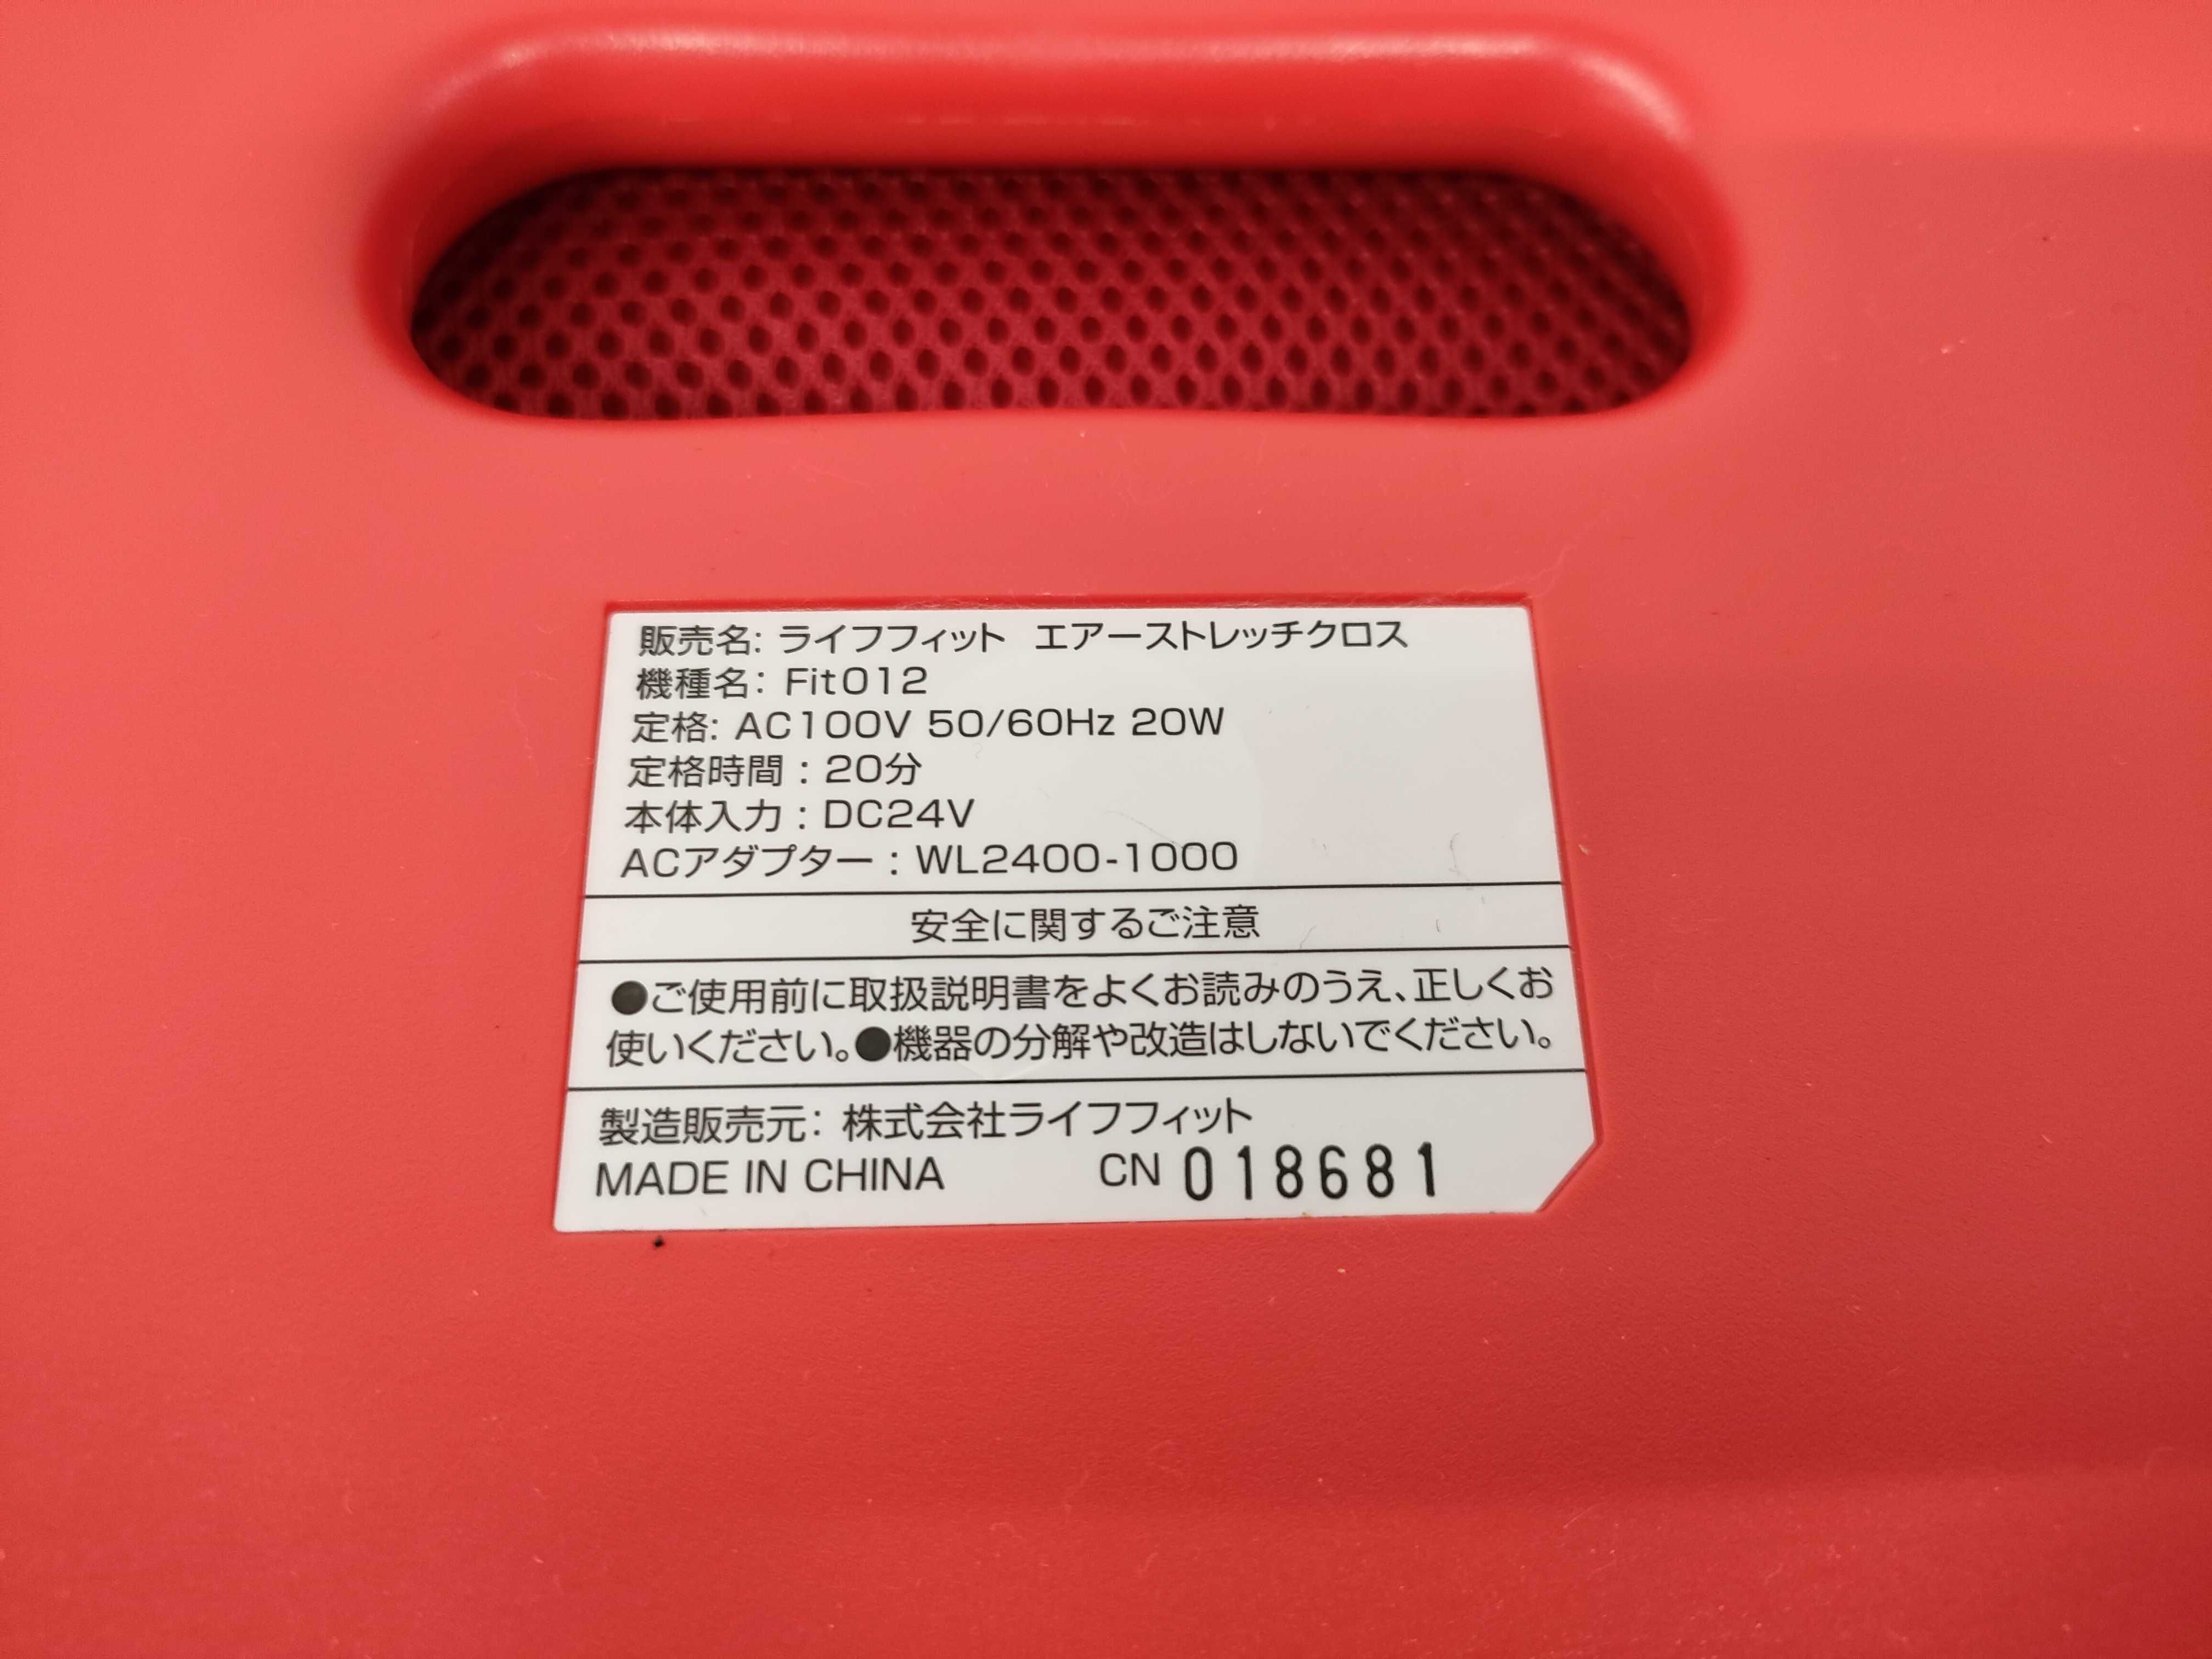 販売名: ライフフィット　エアーストレッチクロス
機種名: Fit012
定格: AC100V 50/60Hz 20W
定格時間：20分
本体入力：DC24V
ACアダプター：WL2400-1000
安全に関するご注意
●ご使用前に取扱説明書をよくお読みのうえ、正しくお
使いください。●機器の分解や改造はしないでください。
製造販売元: 株式会社ライフフィット
MADE IN CHINA CN 018681